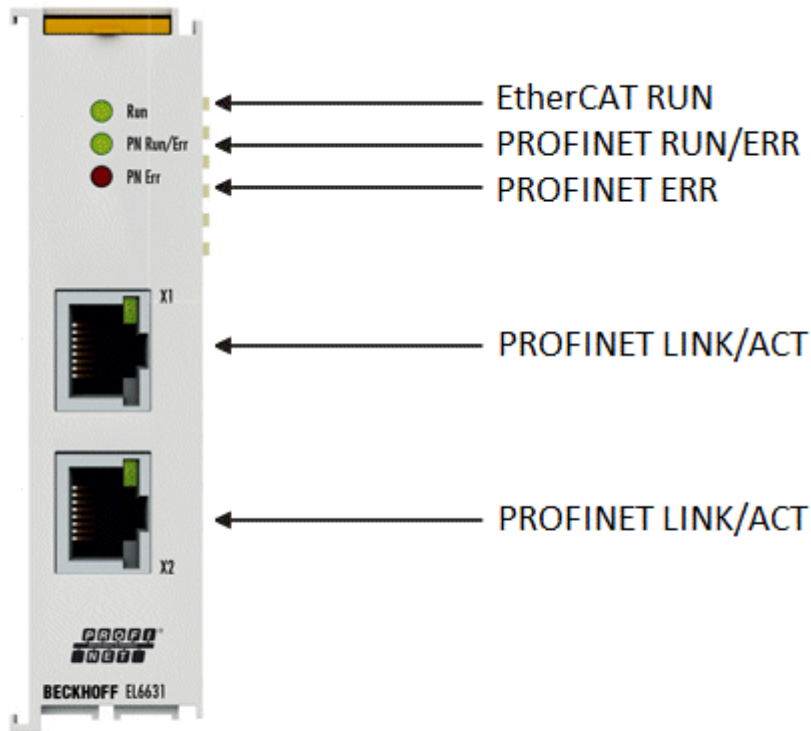 Run
EtherCAT RUN
PN Run/Err
PROFINET RUN/ERR
PN Err
PROFINET ERR
X1
PROFINET LINK/ACT
PROFINET LINK/ACT
X2
PROFI
NET
BECKHOFF EL6631